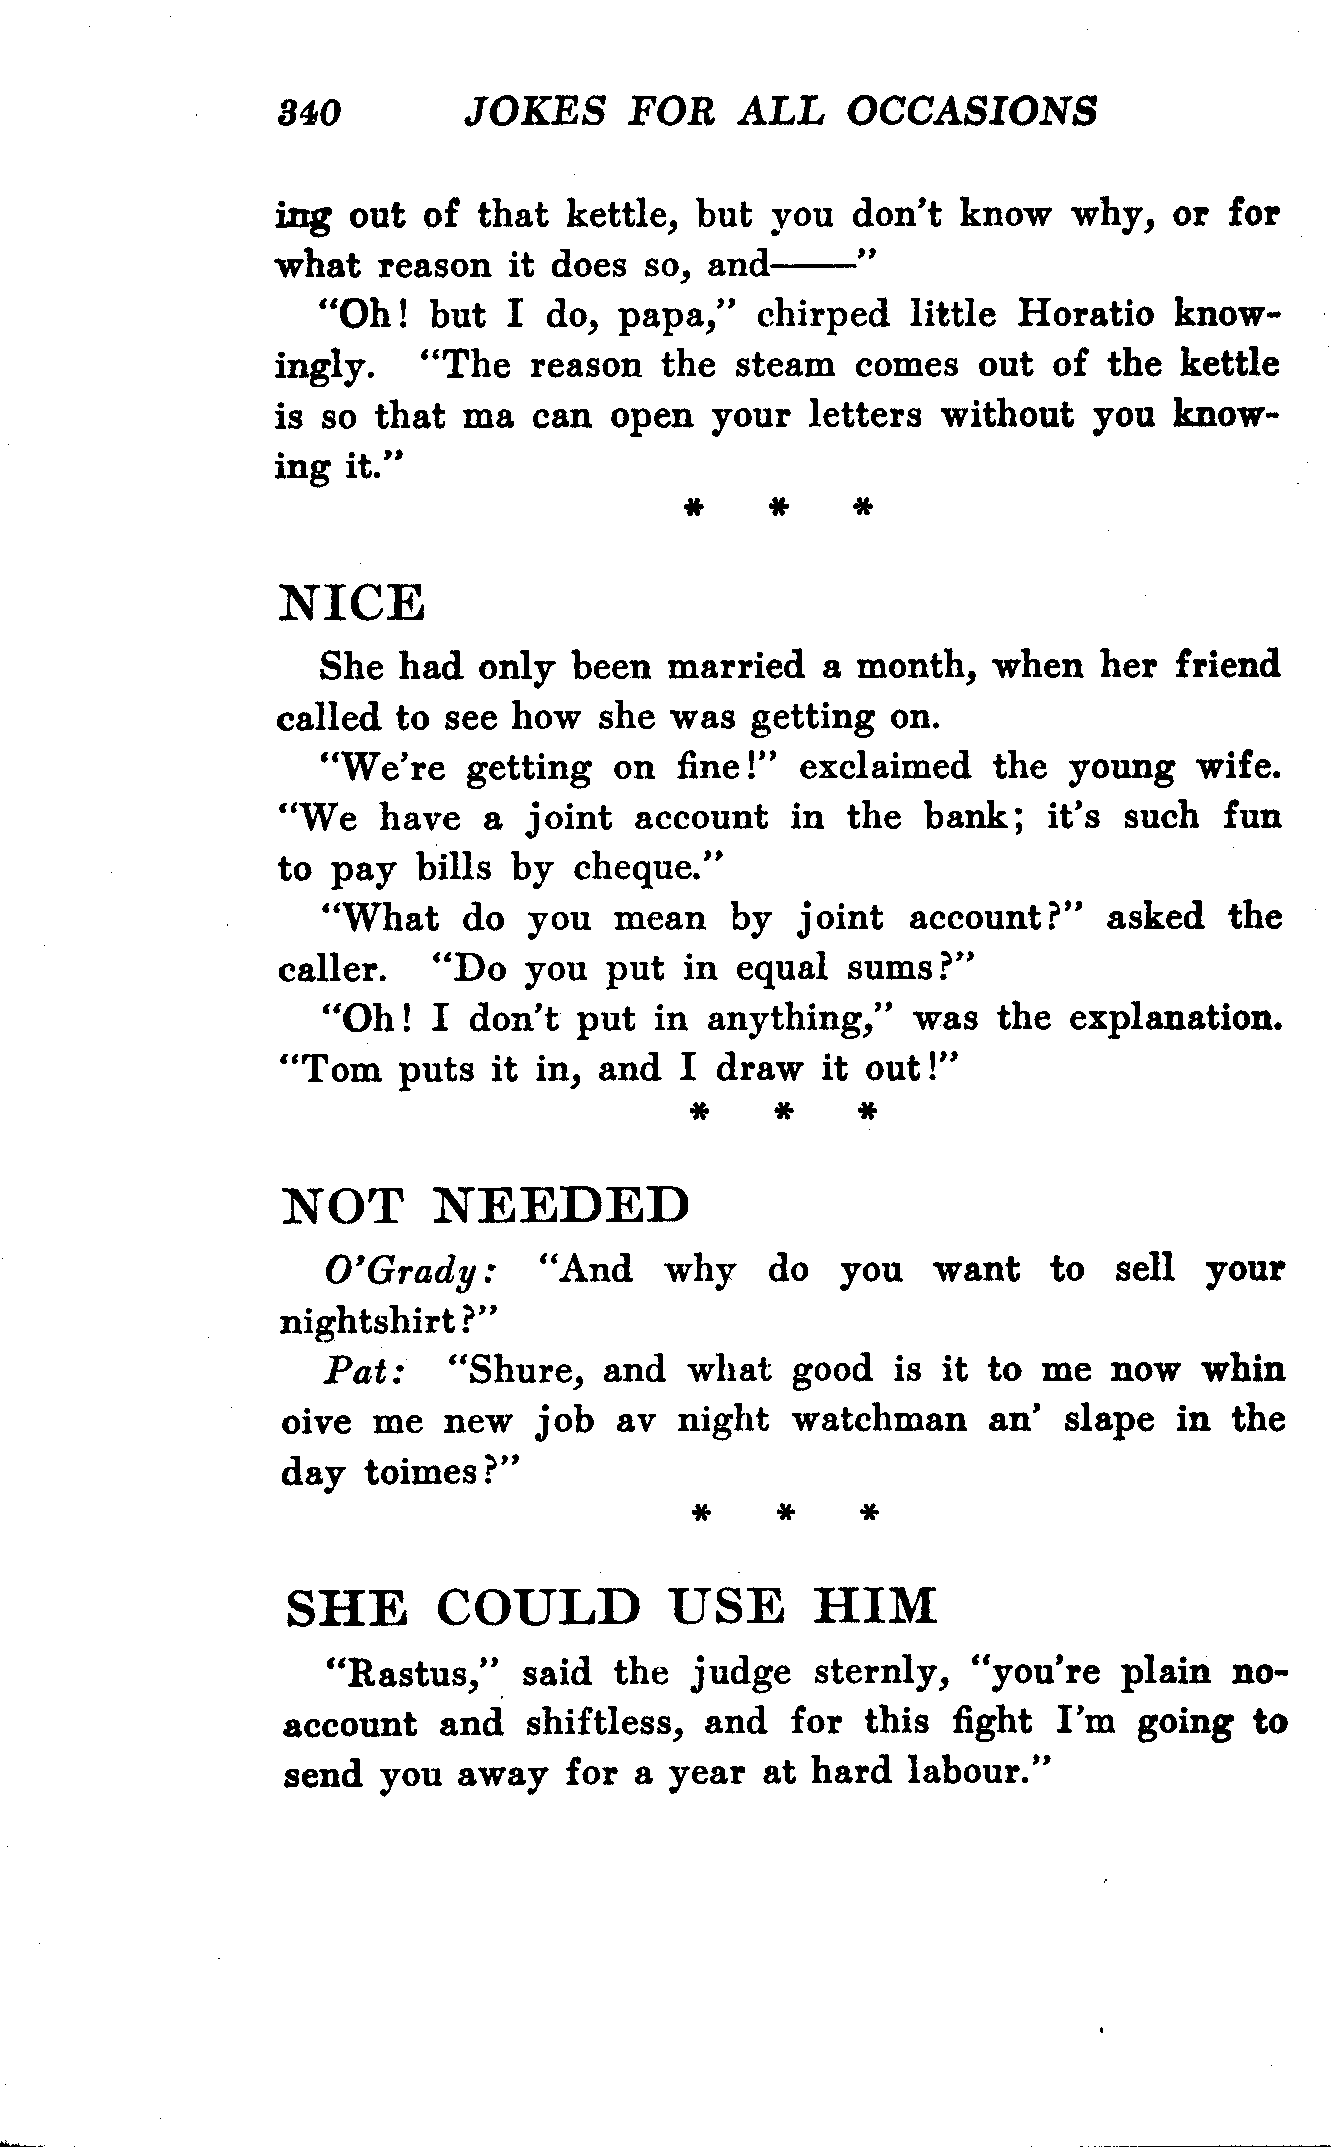 340 JOKES FOR ALL OCCASIONS
ing out of that kettle, but you don't know why, or for
what reason it does so, and——"
"Oh! but I do, papa," chirped little Horatio know-
ingly. "The reason the steam comes out of the kettle
is so that ma can open your letters without you know-
ing it."
* * *
NICE
She had only been married a month, when her friend
called to see how she was getting on.
"We're getting on fine!" exclaimed the young wife.
"We have a joint account in the bank; it's such fun
to pay bills by cheque."
"What do you mean by joint account?" asked the
caller. "Do you put in equal sums?"
"Oh! I don't put in anything," was the explanation.
"Tom puts it in, and I draw it out!"
* * *
NOT NEEDED
O'Grady: "And why do you want to sell your
nightshirt?"
Pat: "Shure, and what good is it to me now whin
oive me new job av night watchman an' slape in the
day toimes?"
* * *
SHE COULD USE HIM
"Rastus," said the judge sternly, "you're plain no-
account and shiftless, and for this fight I'm going to
send you away for a year at hard labour."